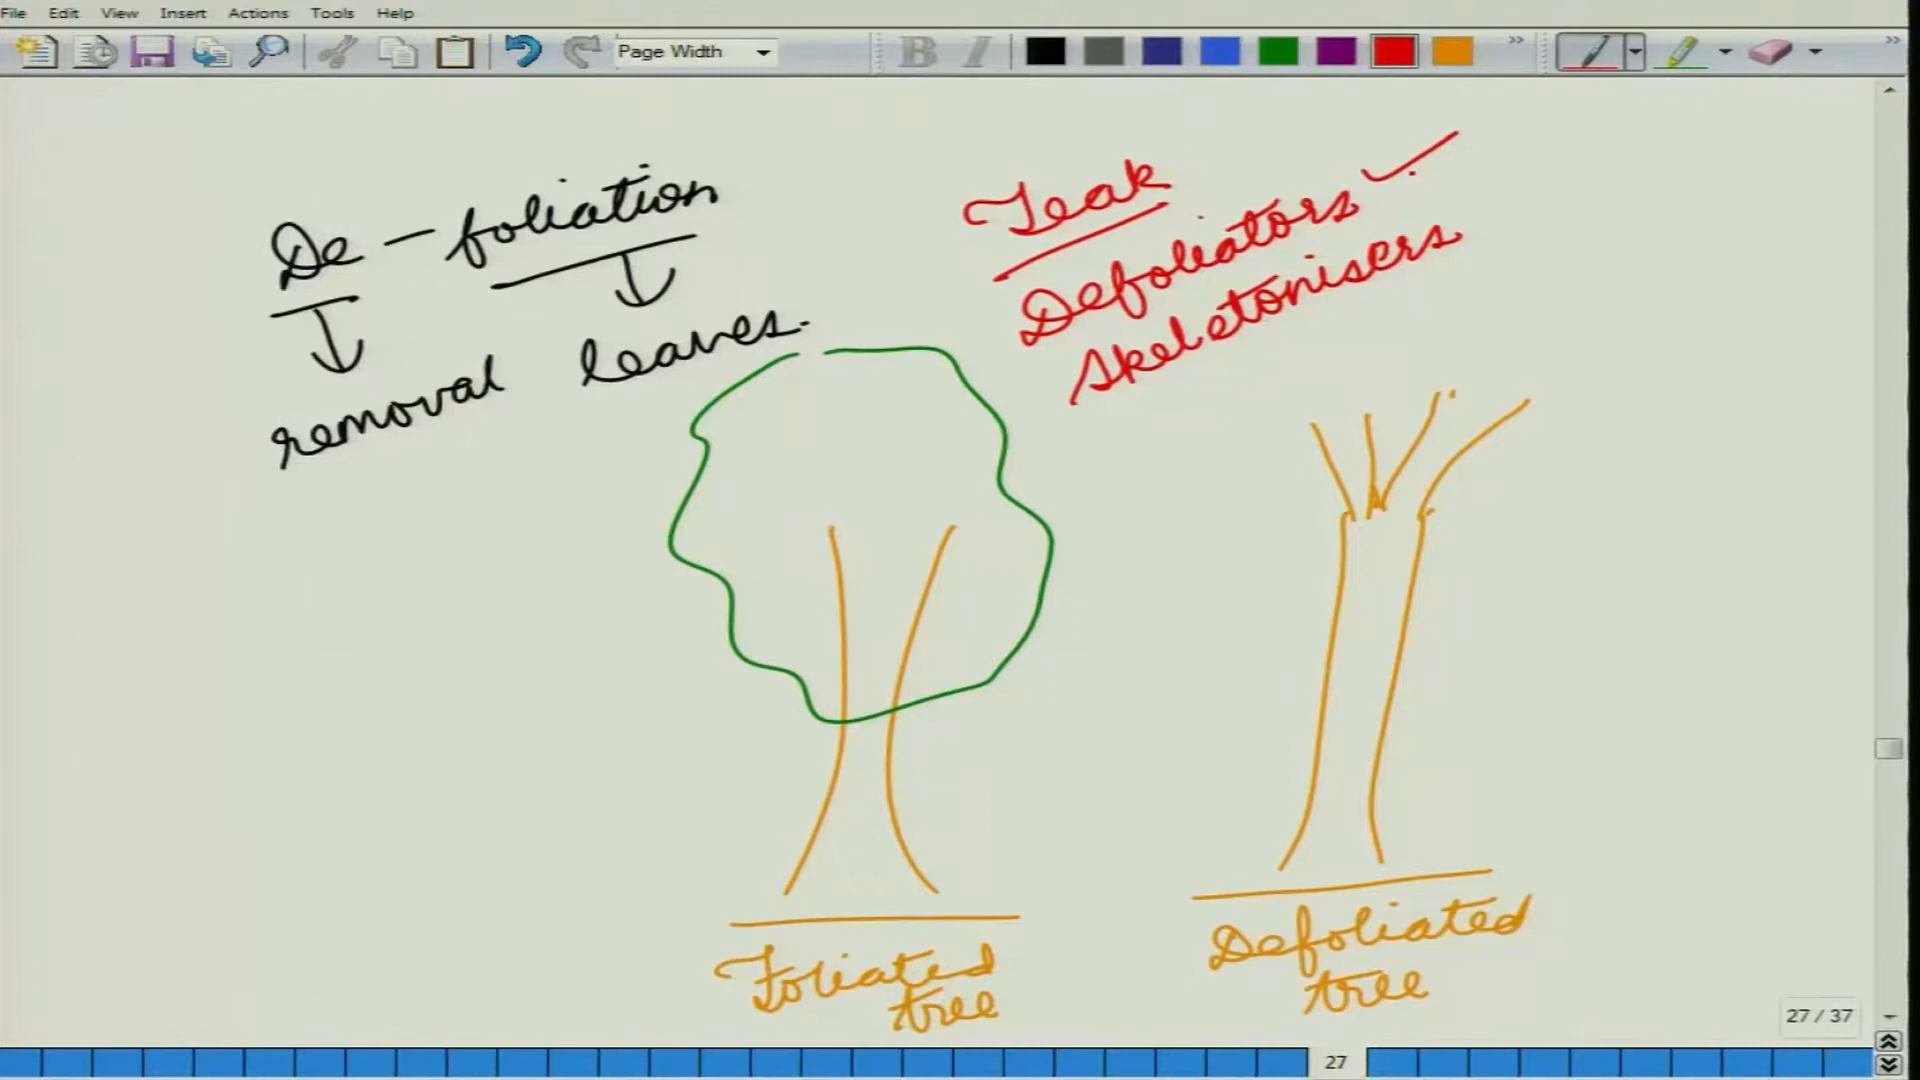 File Edit View Insert Actions Tools Help
Page Width
B I
De-foliation
removal leaves.
Teak
Defoliators
Skeletonisers
Foliated
tree
Defoliated
tree
27 / 37
27